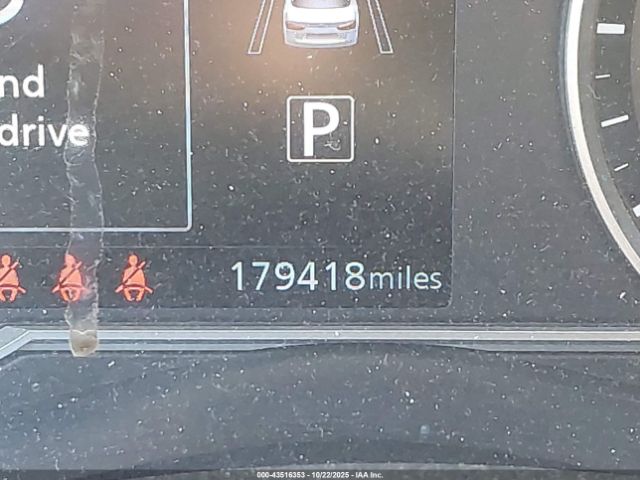 nd
drive
P
179418miles
000-43516353 - 10/22/2025 - IAA Inc.